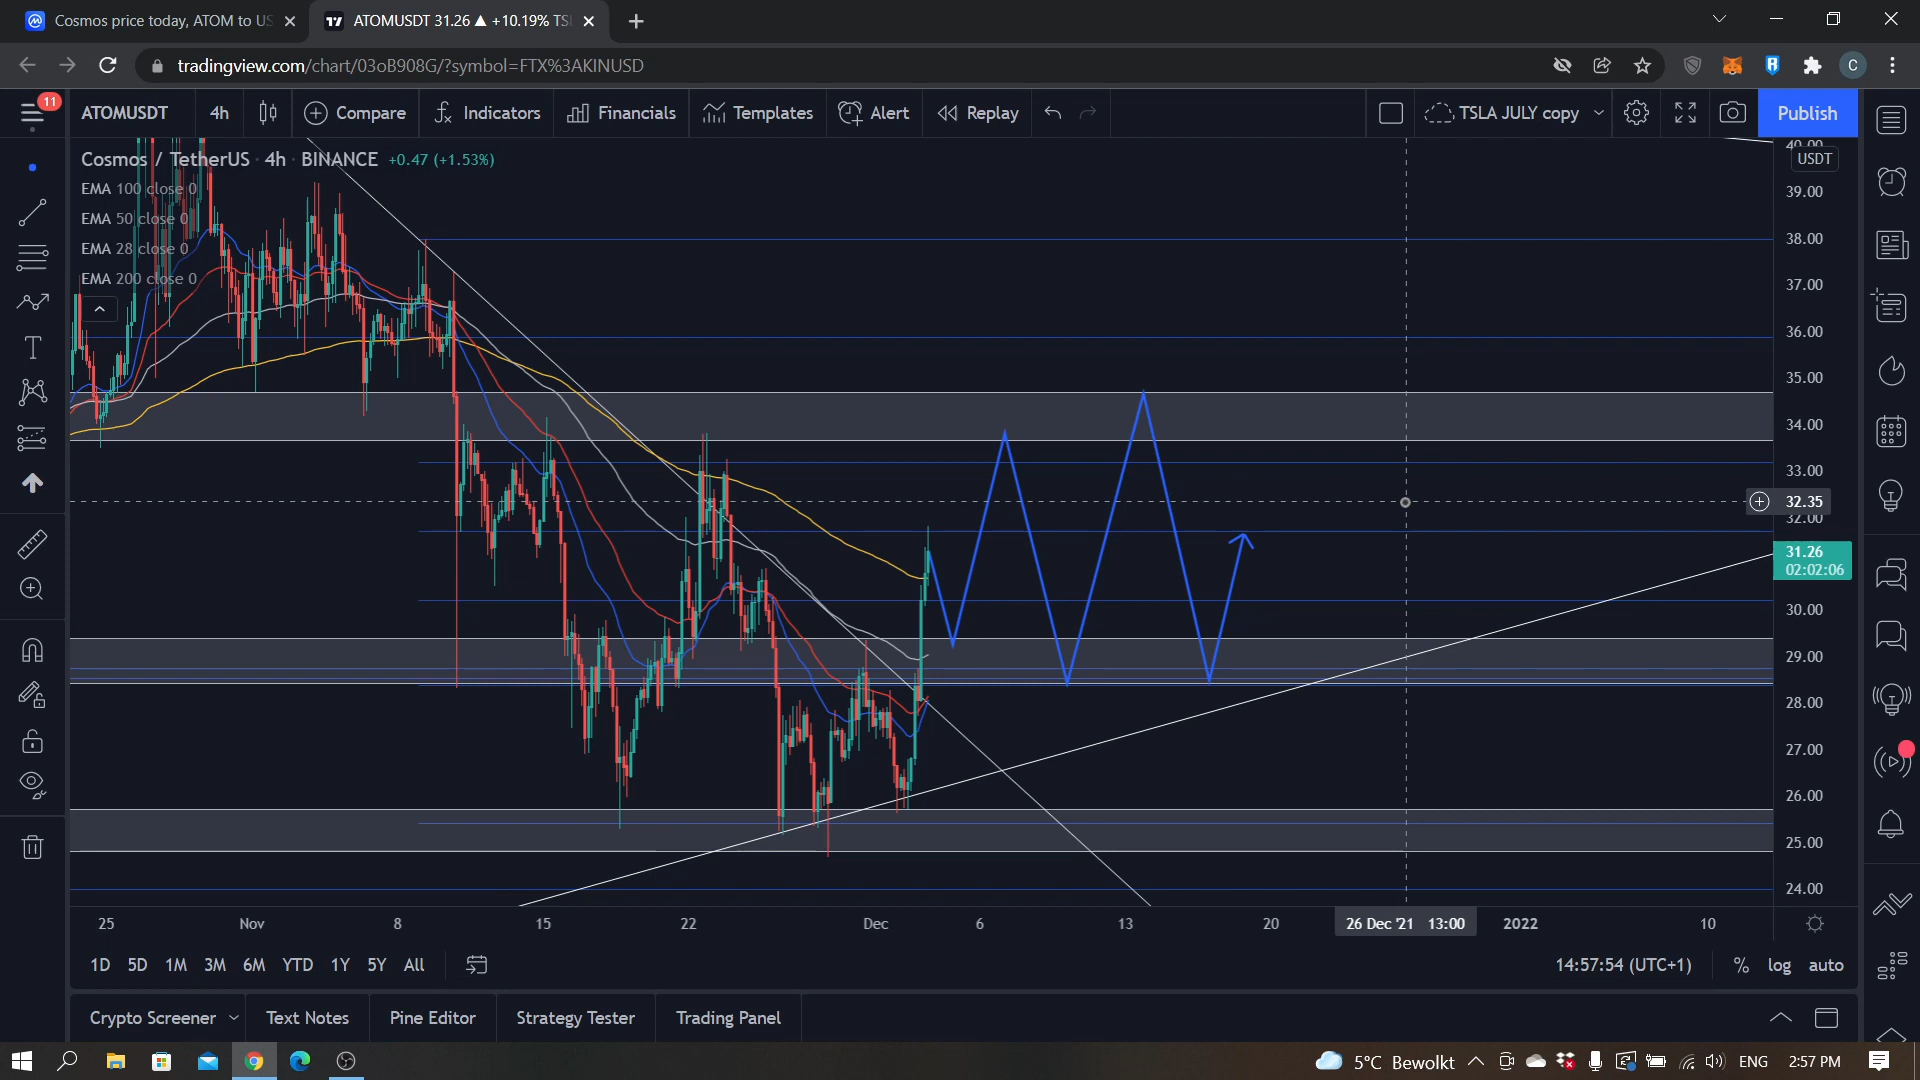 Cosmos price today, ATOM to US
ATOMUSDT 31.26 ▲ +10.19% TSL
tradingview.com/chart/03oB908G/?symbol=FTX%3AKINUSD
C
11
ATOMUSDT 4h Compare Indicators Financials Templates Alert Replay TSLA JULY copy Publish
Cosmos / TetherUS · 4h · BINANCE +0.47 (+1.53%)
EMA 100 close 0
EMA 50 close 0
EMA 28 close 0
EMA 200 close 0
40.00
USDT
39.00
38.00
37.00
36.00
35.00
34.00
33.00
32.35
32.00
31.26
02:02:06
30.00
29.00
28.00
27.00
26.00
25.00
24.00
25 Nov 8 15 22 Dec 6 13 20 26 Dec '21 13:00 2022 10
1D 5D 1M 3M 6M YTD 1Y 5Y All 14:57:54 (UTC+1) % log auto
Crypto Screener Text Notes Pine Editor Strategy Tester Trading Panel
5°C Bewolkt ENG 2:57 PM